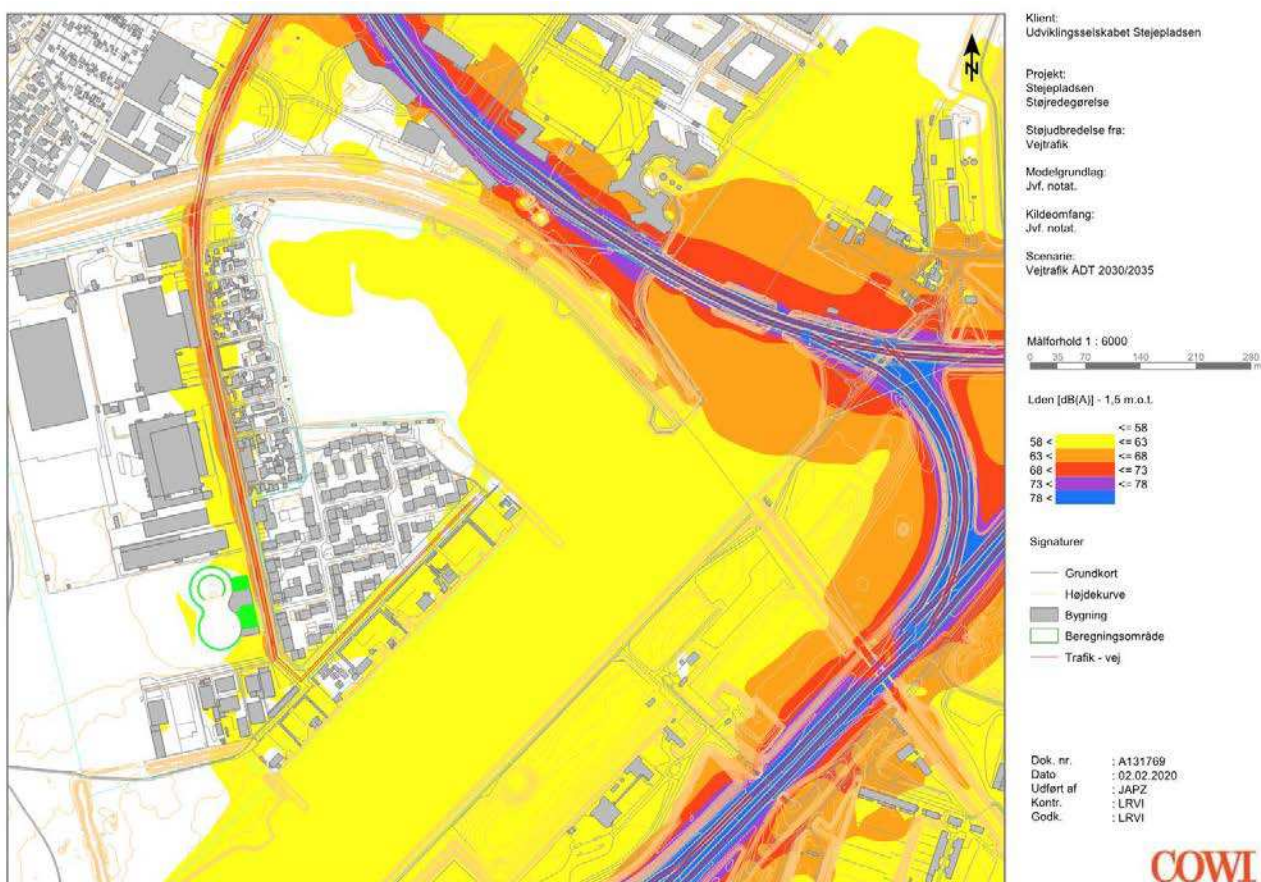 Klient:
Udviklingsselskabet Stejlepladsen
N
Projekt:
Stejlepladsen
Støjredegørelse
Støjudbredelse fra:
Vejtrafik
Modelgrundlag:
Jvf. notat.
Kildeomfang:
Jvf. notat.
Scenarie:
Vejtrafik ÅDT 2030/2035
Målforhold 1 : 6000
0 35 70 140 210 280
m
Lden [dB(A)] - 1,5 m.o.t.
<= 58
58 < <= 63
63 < <= 68
68 < <= 73
73 < <= 78
78 <
Signaturer
Grundkort
Højdekurve
Bygning
Beregningsområde
Trafik - vej
Dok. nr. : A131769
Dato : 02.02.2020
Udført af : JAPZ
Kontr. : LRVI
Godk. : LRVI
COWI